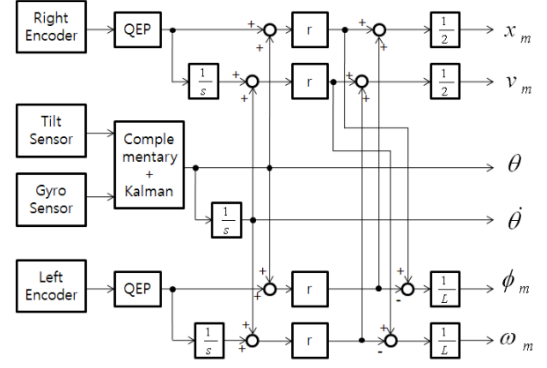 Right
Encoder
QEP
+
+
r
+
+
1
2
x m
1
s
+
+
r
+
+
1
2
v m
Tilt
Sensor
Comple
mentary
+
Kalman
θ
Gyro
Sensor
1
s
θ̇
Left
Encoder
QEP
+
+
r
+
-
1
L
ϕ m
1
s
+
+
r
+
-
1
L
ω m